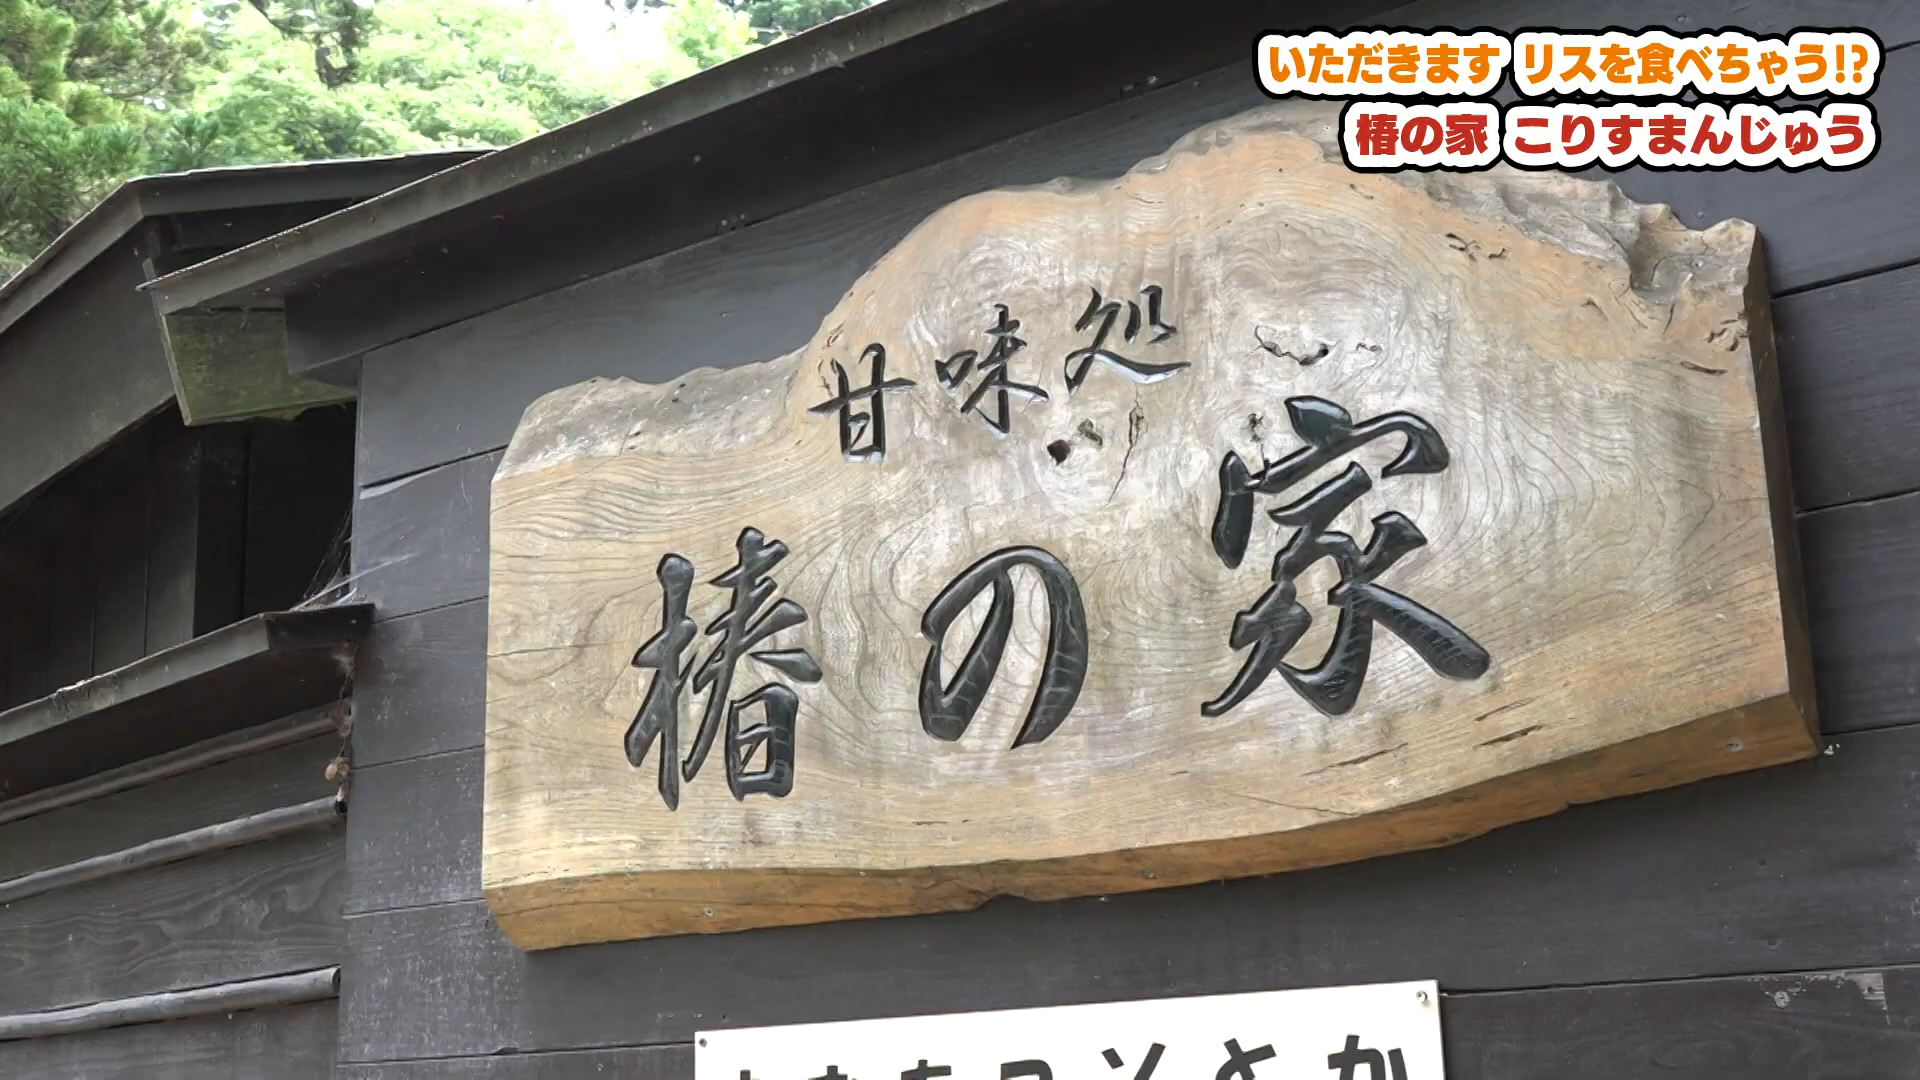 いただきます リスを食べちゃう!?
椿の家 こりすまんじゅう
甘味処
椿の家